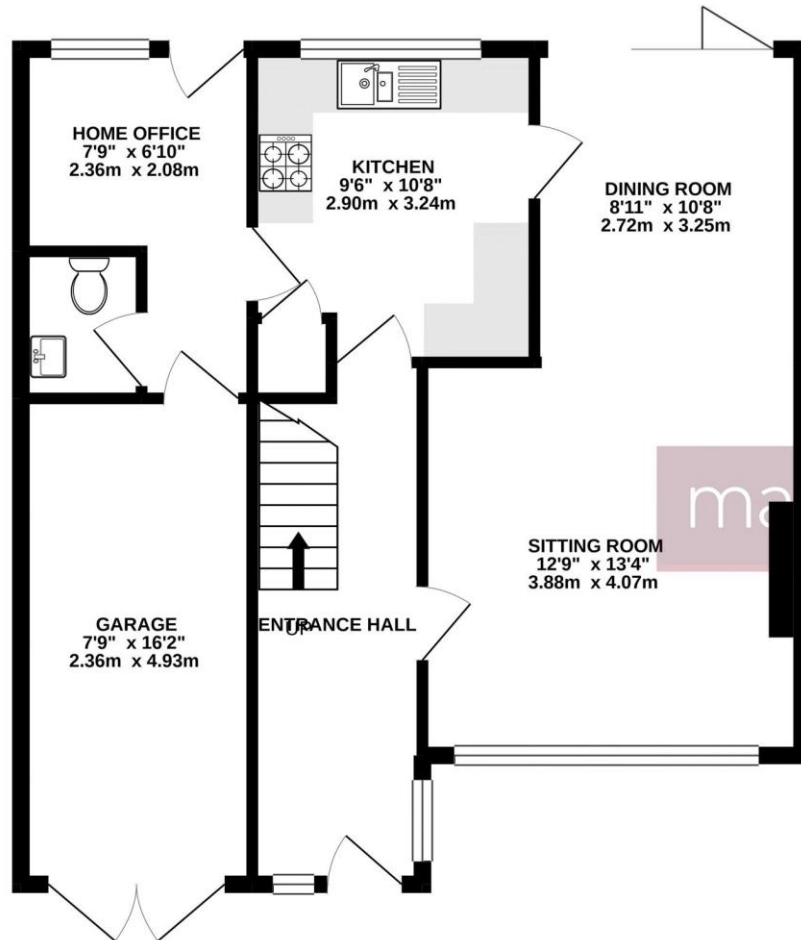 HOME OFFICE
7'9" x 6'10"
2.36m x 2.08m
KITCHEN
9'6" x 10'8"
2.90m x 3.24m
DINING ROOM
8'11" x 10'8"
2.72m x 3.25m
ma
SITTING ROOM
12'9" x 13'4"
3.88m x 4.07m
GARAGE
7'9" x 16'2"
2.36m x 4.93m
ENTRANCE HALL
UP